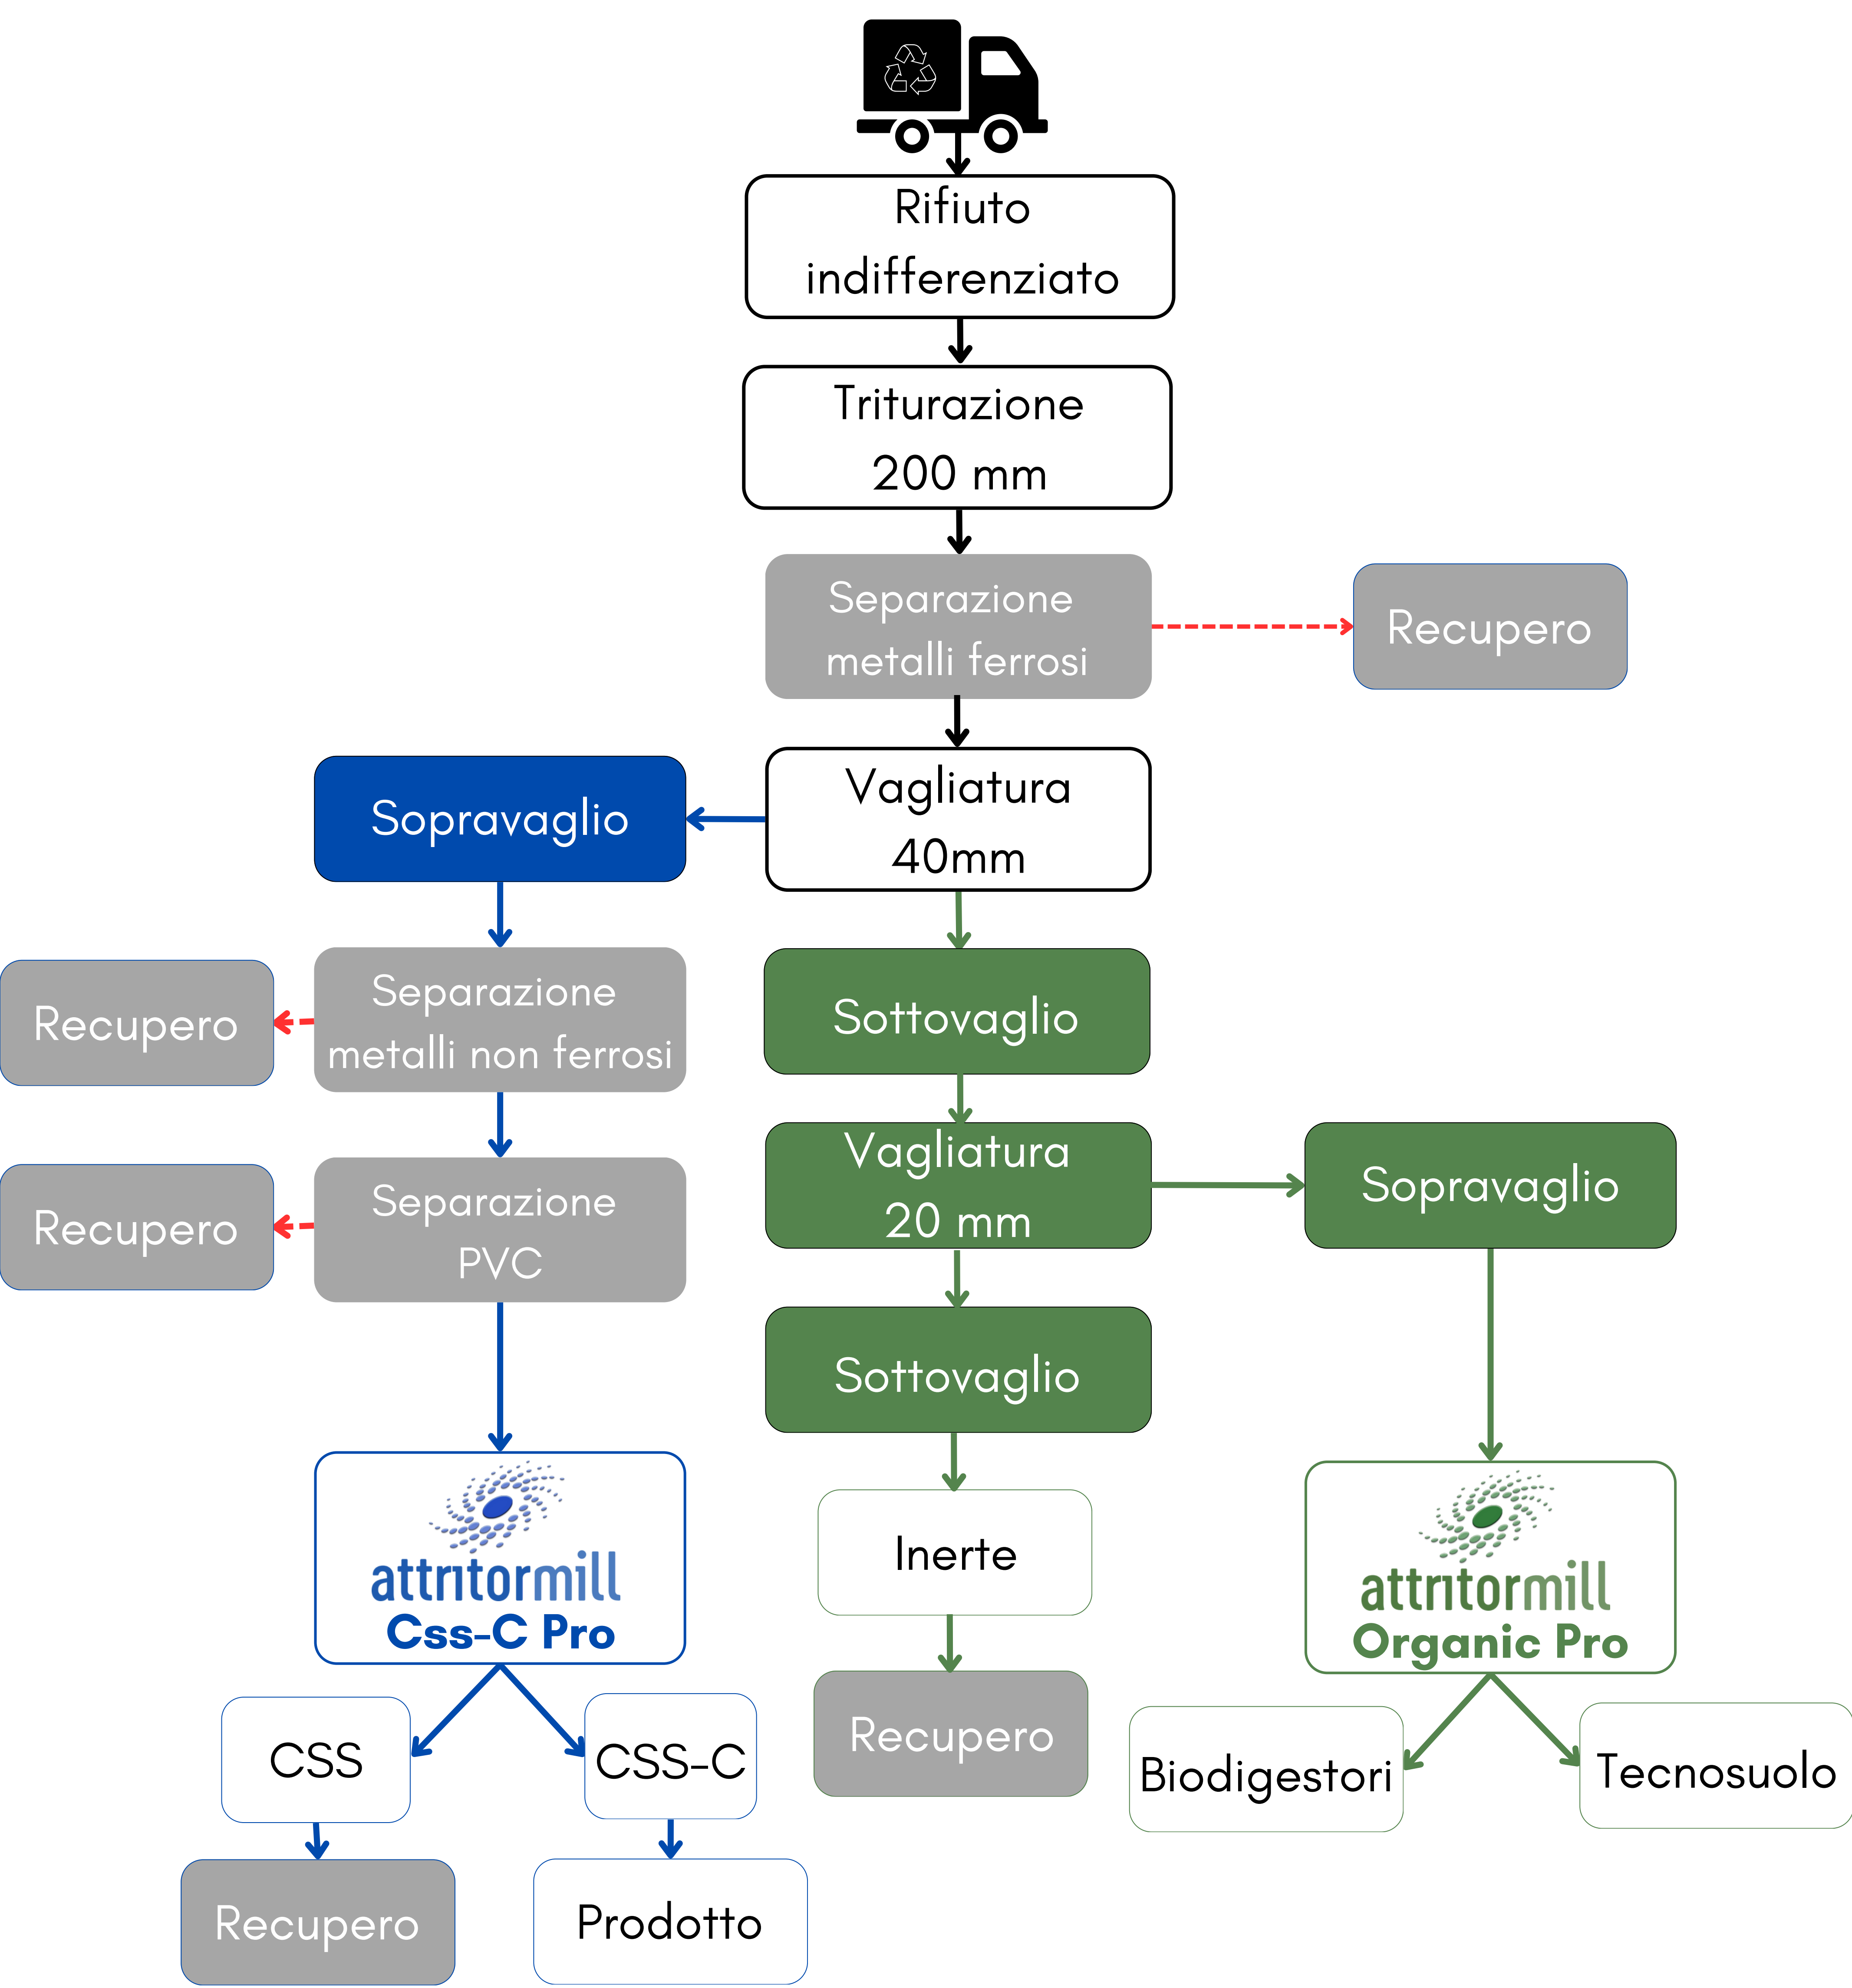 Rifiuto
indifferenziato
Triturazione
200 mm
Separazione
metalli ferrosi
Recupero
Vagliatura
40mm
Sopravaglio
Separazione
metalli non ferrosi
Recupero
Sottovaglio
Vagliatura
20 mm
Sopravaglio
Separazione
PVC
Recupero
Sottovaglio
attritormill
Css-C Pro
Inerte
attritormill
Organic Pro
CSS
CSS-C
Recupero
Biodigestori
Tecnosuolo
Recupero
Prodotto